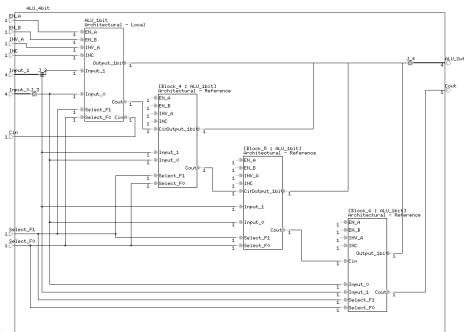 ALU_4bit
EN_A
EN_B
INV_A
INC
Input_1 J_2
Input_0 J_3
Cin
Select_F1
Select_F0
ALU_1bit
Architectural - Local
EN_A
EN_B
INV_A
INC
Output_1bit
Input_1
Input_0
Cout
Select_F1
Select_F0 Cin
[Block_4 : ALU_1bit]
Architectural - Reference
EN_A
EN_B
INV_A
INC
CinOutput_1bit
Input_1
Input_0
Cout
Select_F1
Select_F0
[Block_5 : ALU_1bit]
Architectural - Reference
EN_A
EN_B
INV_A
INC
CinOutput_1bit
Input_1
Input_0
Cout
Select_F1
Select_F0
[Block_6 : ALU_1bit]
Architectural - Reference
EN_A
EN_B
INV_A
INC
Output_1bit
Cin
Input_0
Input_1 Cout
Select_F1
Select_F0
J_4
ALU_Out
Cout